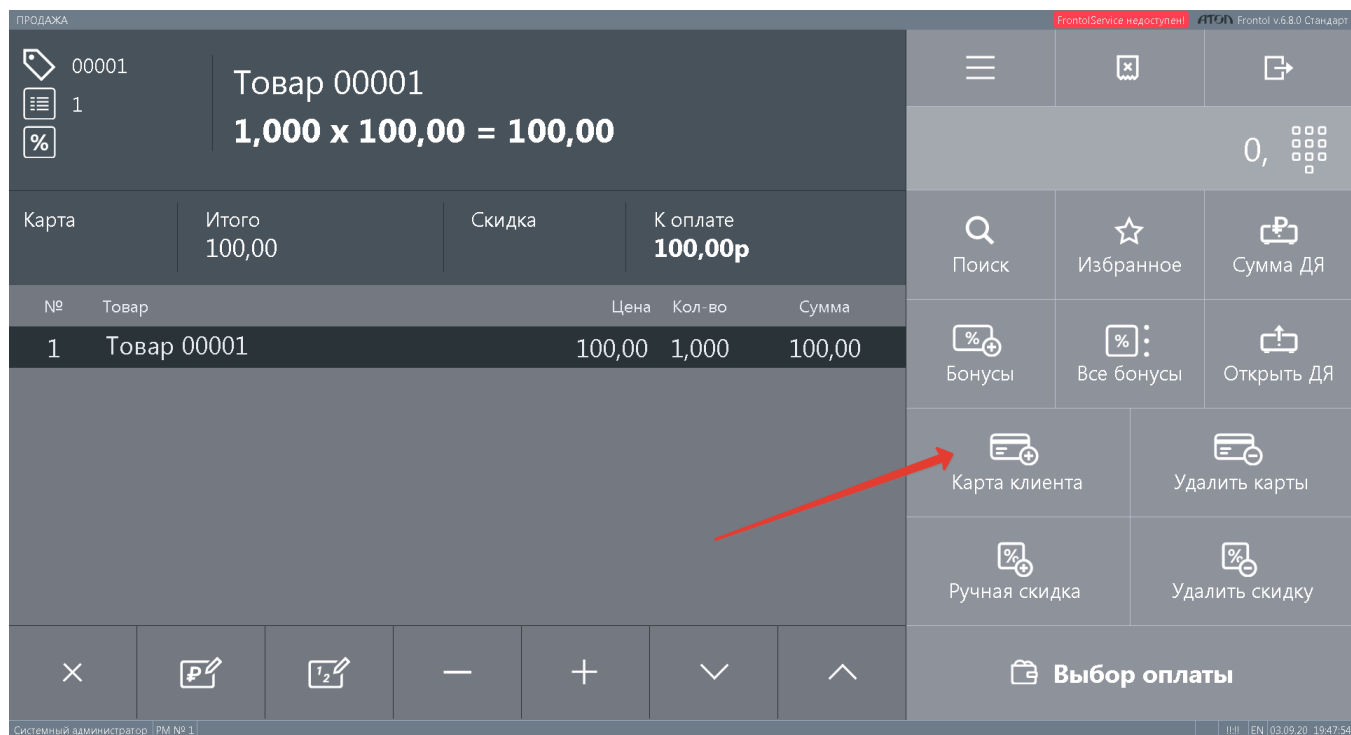 ПРОДАЖА
FrontolService недоступен! АТОЛ Frontol v.6.8.0 Стандарт
00001
1
%
Товар 00001
1,000 x 100,00 = 100,00
0,
Карта Итого Скидка К оплате
100,00 100,00р
Поиск Избранное Сумма ДЯ
№ Товар Цена Кол-во Сумма
1 Товар 00001 100,00 1,000 100,00
Бонусы Все бонусы Открыть ДЯ
Карта клиента Удалить карты
Ручная скидка Удалить скидку
Выбор оплаты
Системный администратор РМ № 1 !!:!! EN 03.09.20 19:47:54